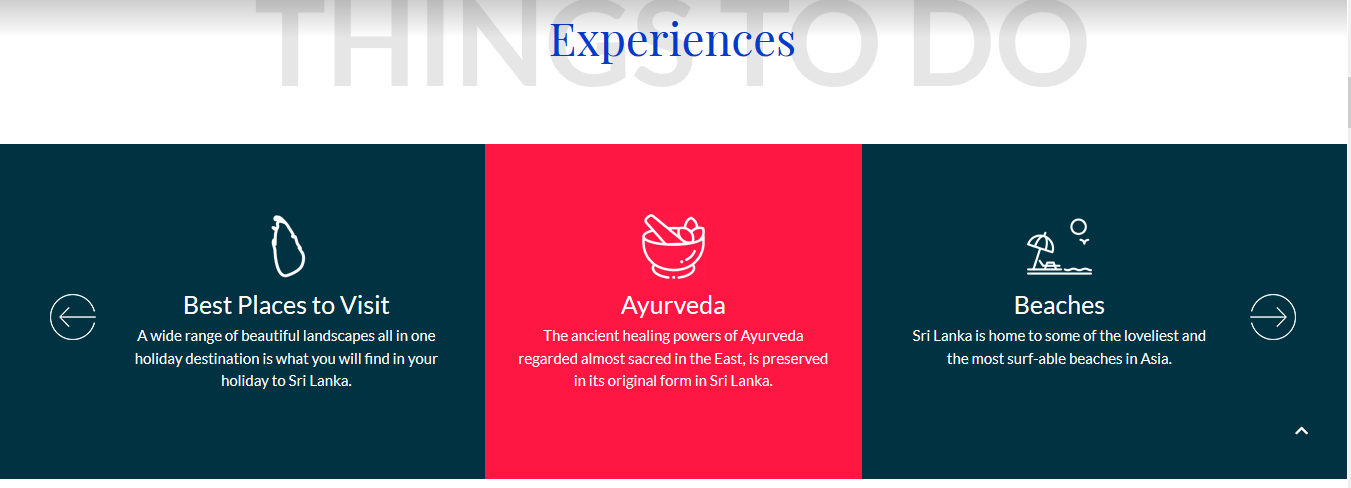 THINGS TO DO
Experiences
Best Places to Visit
A wide range of beautiful landscapes all in one
holiday destination is what you will find in your
holiday to Sri Lanka.
Ayurveda
The ancient healing powers of Ayurveda
regarded almost sacred in the East, is preserved
in its original form in Sri Lanka.
Beaches
Sri Lanka is home to some of the loveliest and
the most surf-able beaches in Asia.